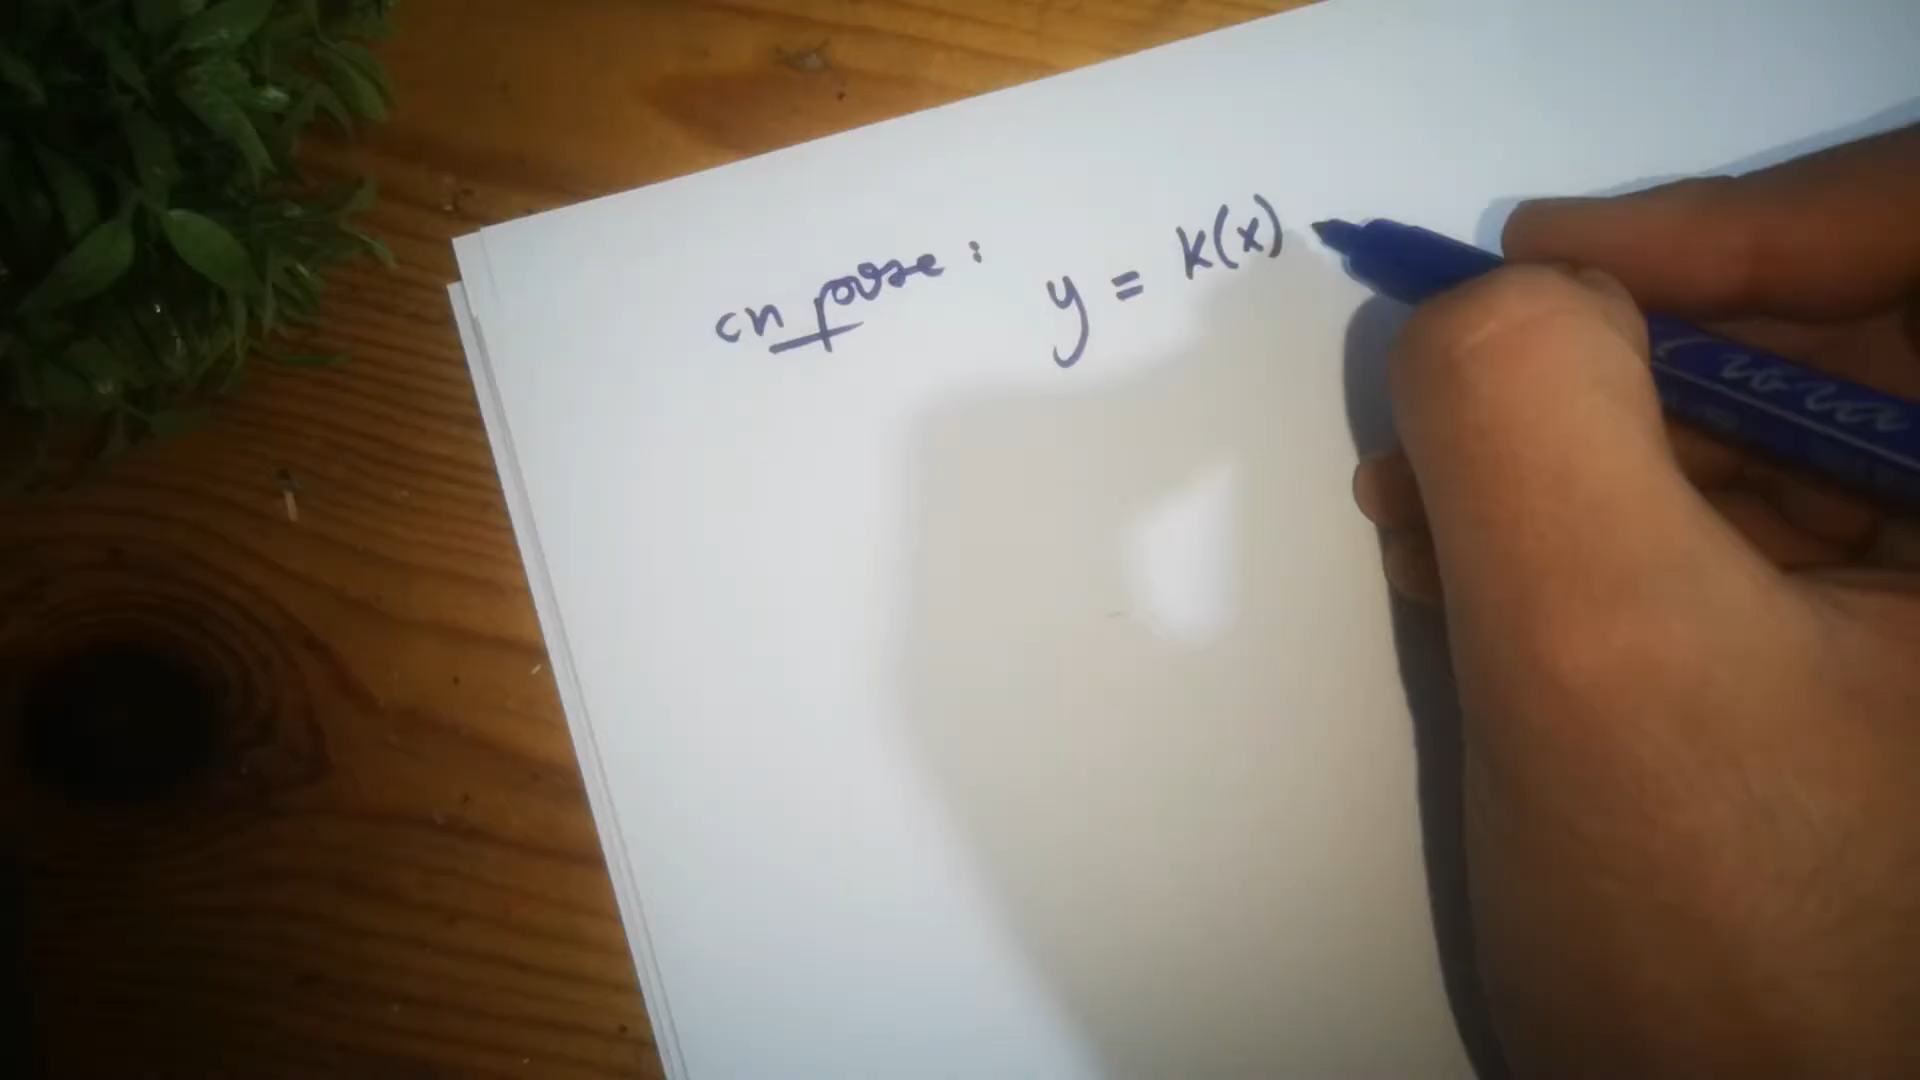 on pose : y = k(x)